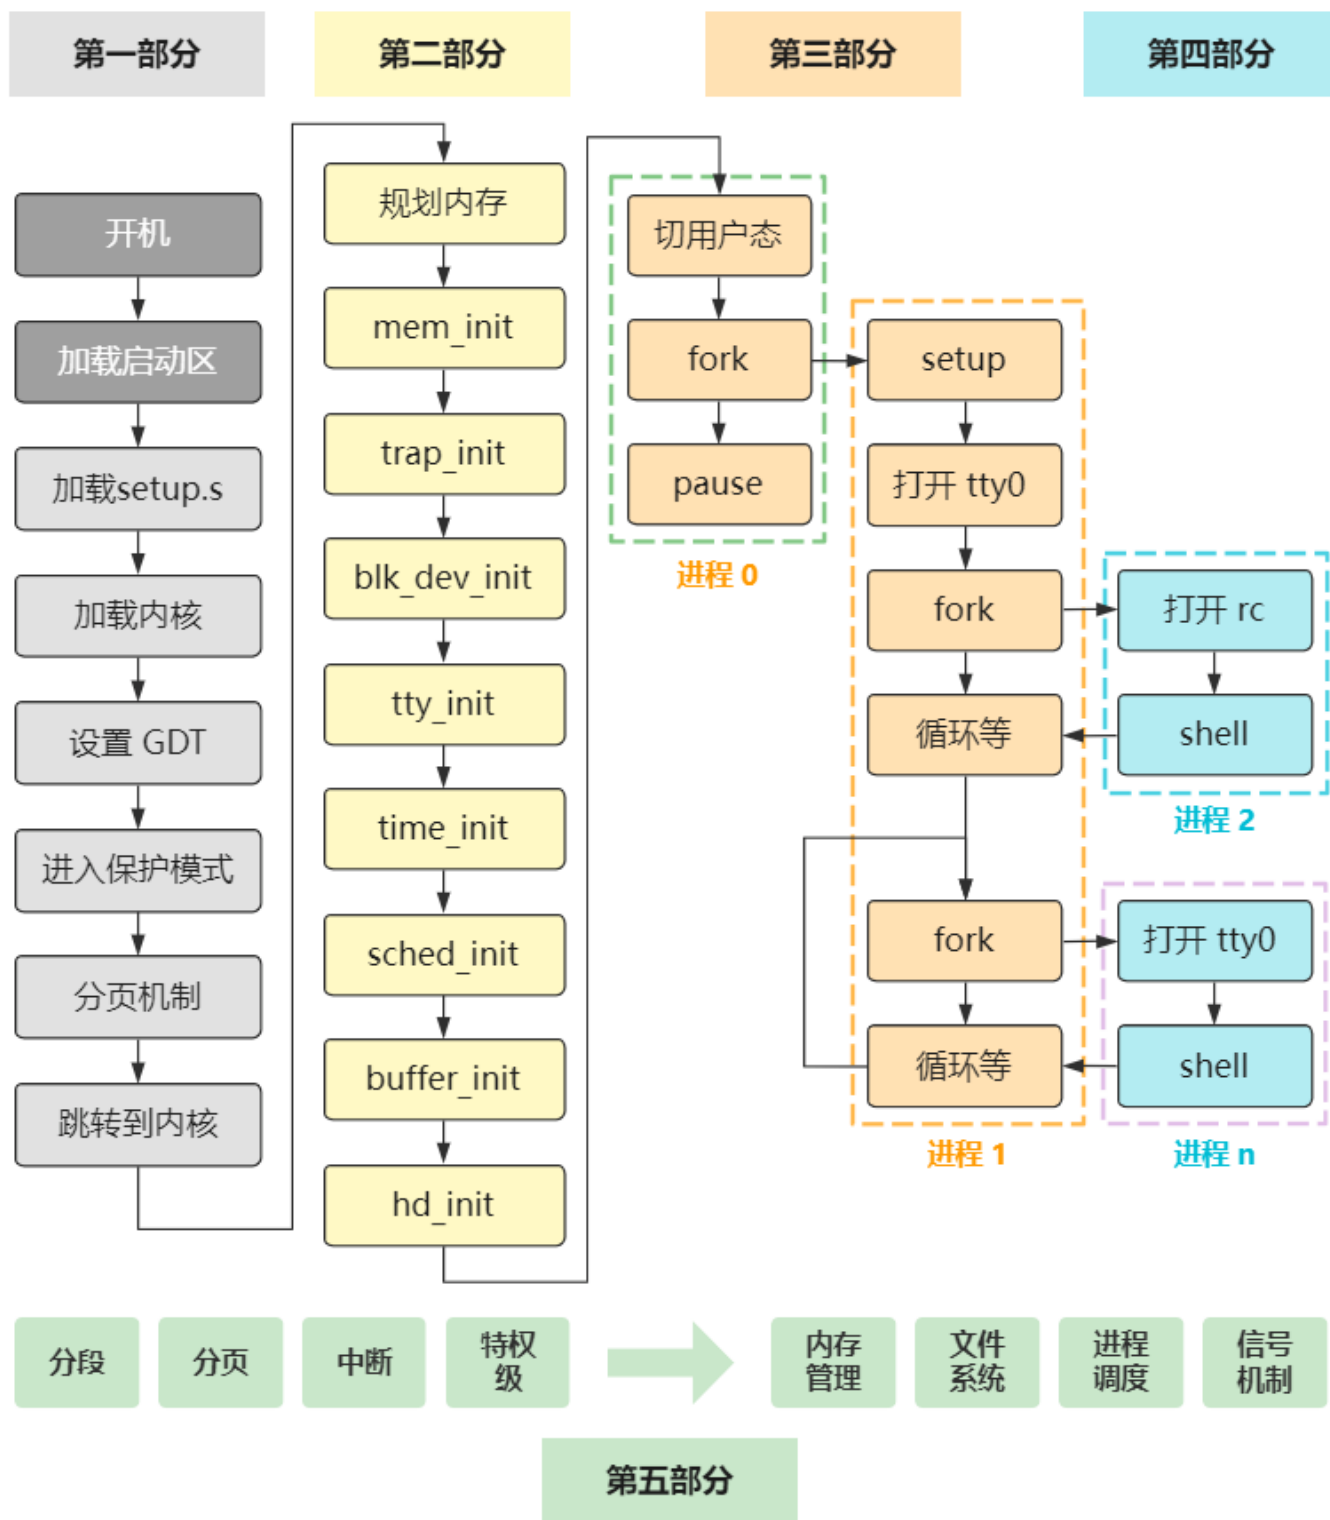 第一部分
第二部分
第三部分
第四部分
开机
加载启动区
加载setup.s
加载内核
设置 GDT
进入保护模式
分页机制
跳转到内核
规划内存
mem_init
trap_init
blk_dev_init
tty_init
time_init
sched_init
buffer_init
hd_init
切用户态
fork
pause
进程 0
setup
打开 tty0
fork
循环等
fork
循环等
进程 1
打开 rc
shell
进程 2
打开 tty0
shell
进程 n
分段
分页
中断
特权
级
内存
管理
文件
系统
进程
调度
信号
机制
第五部分